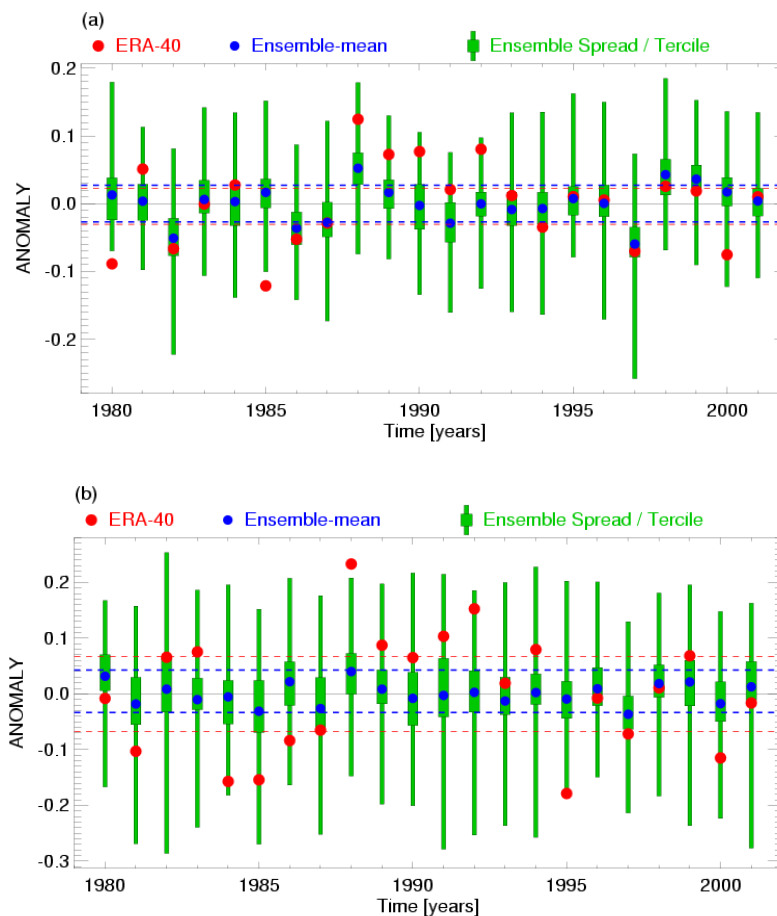 (a)
ERA-40 Ensemble-mean Ensemble Spread / Tercile
0.2
0.1
0.0
-0.1
-0.2
ANOMALY
1980 1985 1990 1995 2000
Time [years]
(b)
ERA-40 Ensemble-mean Ensemble Spread / Tercile
0.2
0.1
0.0
-0.1
-0.2
-0.3
ANOMALY
1980 1985 1990 1995 2000
Time [years]